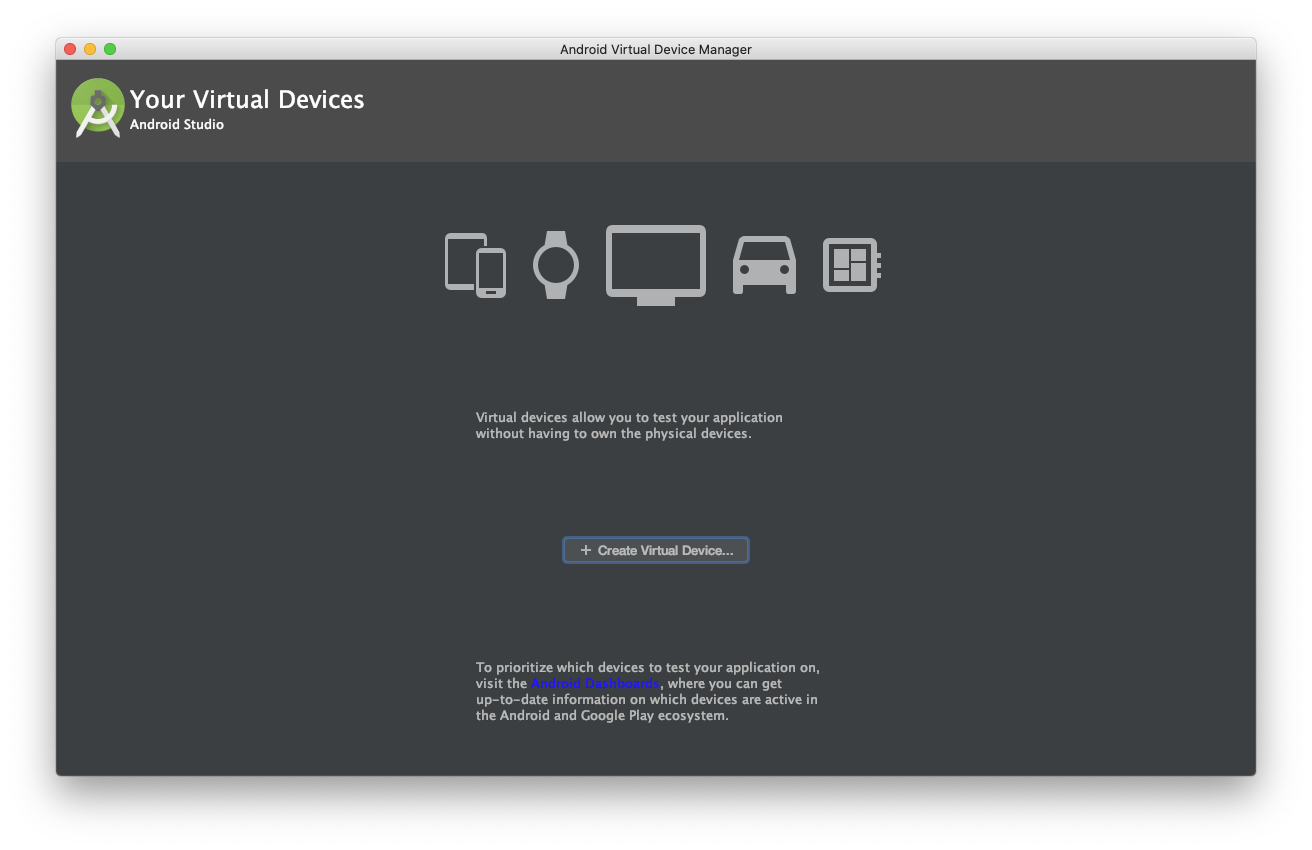 Android Virtual Device Manager
Your Virtual Devices
Android Studio
Virtual devices allow you to test your application
without having to own the physical devices.
+ Create Virtual Device...
To prioritize which devices to test your application on,
visit the Android Dashboards, where you can get
up-to-date information on which devices are active in
the Android and Google Play ecosystem.